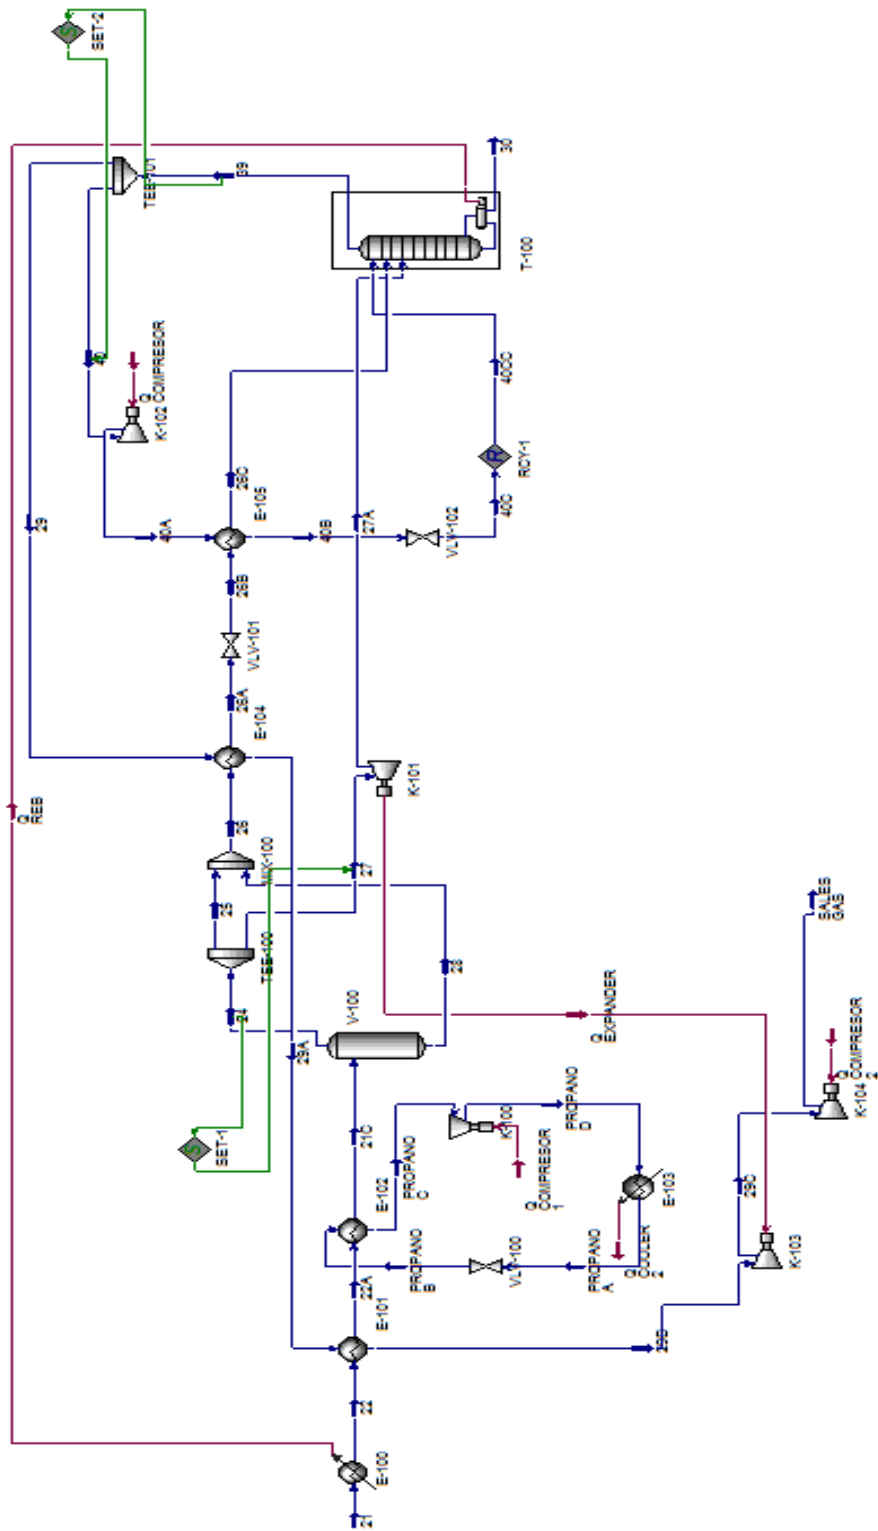 Q
REB
29
SET-2
40
Q
COMPRESOR
K-102
TEE-101
40A
SET-1
25
39
24
26
26A
26B
26C
TEE-100
MIX-100
E-104
VLV-101
E-105
29A
40B
V-100
21
22
22A
21C
27
27A
E-100
E-101
E-102
PROPANO
C
K-101
PROPANO
B
28
VLV-102
K-100
40C
40CC
30
VLV-100
RCY-1
T-100
Q
COMPRESOR
1
PROPANO
A
PROPANO
D
Q
EXPANDER
Q
COOLER
2
E-103
29B
29C
K-103
SALES
GAS
Q
COMPRESOR
2
K-104